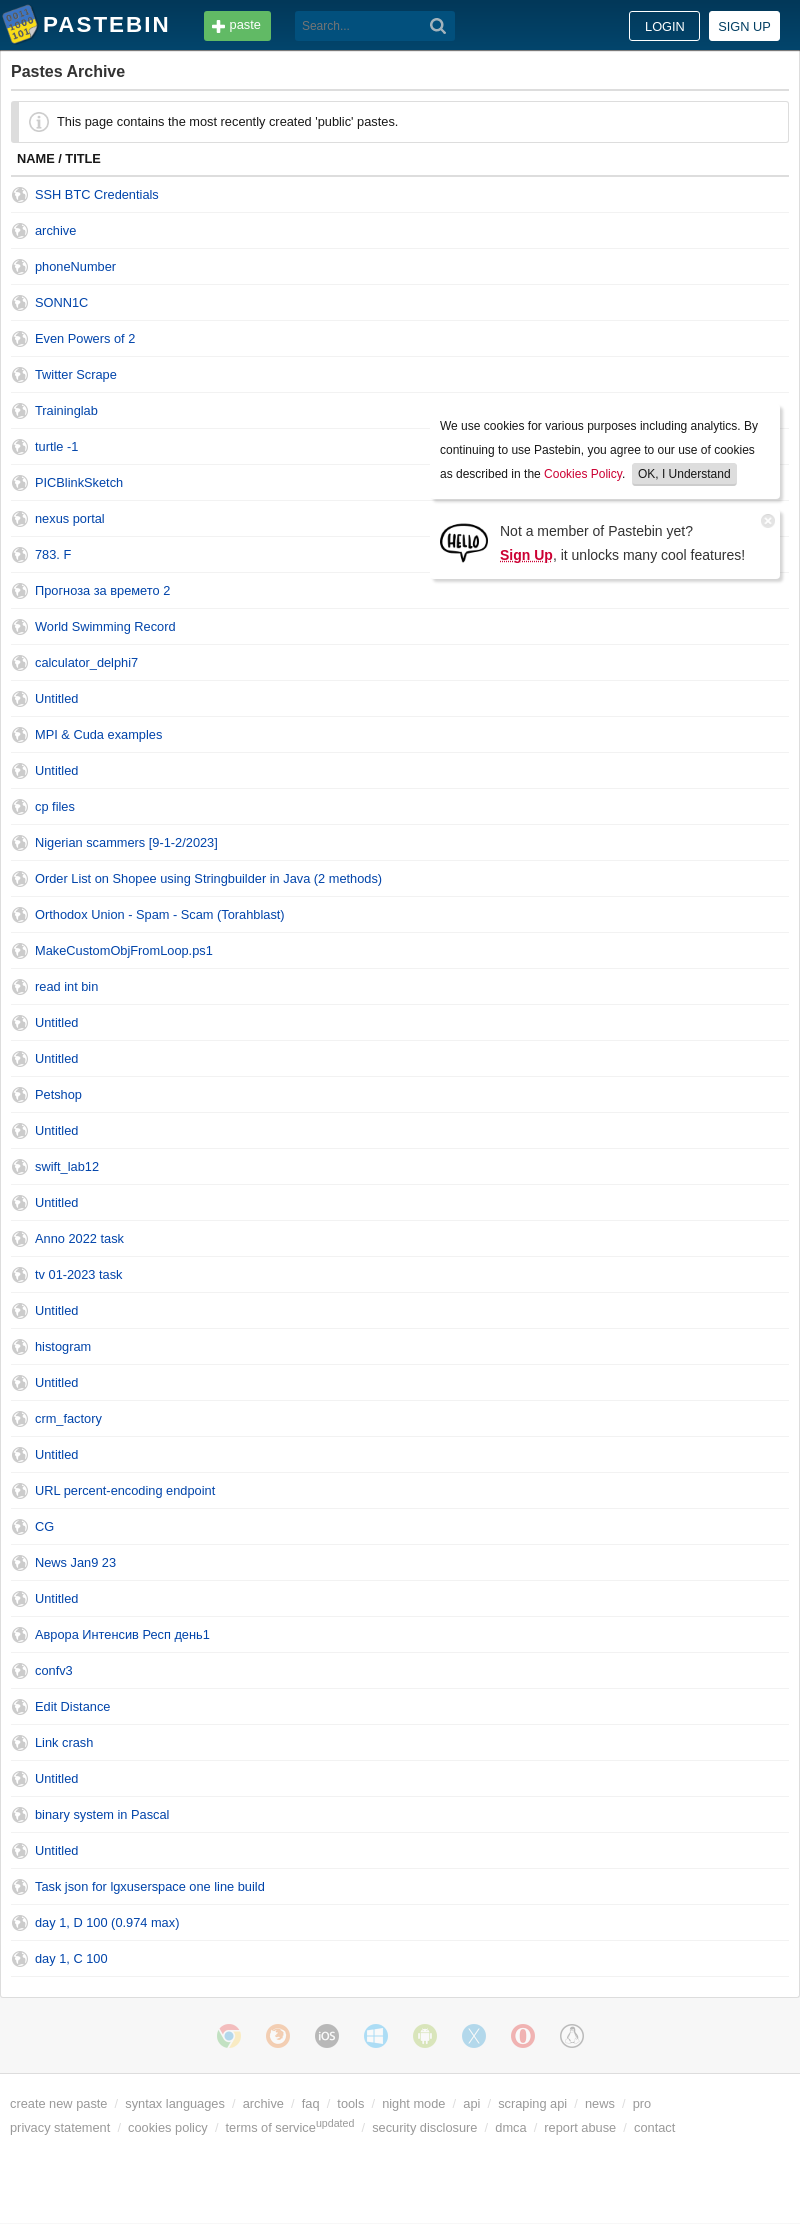 PASTEBIN
paste
Search...
LOGIN
SIGN UP
Pastes Archive
This page contains the most recently created 'public' pastes.
NAME / TITLE
SSH BTC Credentials
archive
phoneNumber
SONN1C
Even Powers of 2
Twitter Scrape
Traininglab
turtle -1
PICBlinkSketch
nexus portal
783. F
We use cookies for various purposes including analytics. By
continuing to use Pastebin, you agree to our use of cookies
as described in the Cookies Policy. OK, I Understand
HELLO
Not a member of Pastebin yet?
Sign Up, it unlocks many cool features!
Прогноза за времето 2
World Swimming Record
calculator_delphi7
Untitled
MPI & Cuda examples
Untitled
cp files
Nigerian scammers [9-1-2/2023]
Order List on Shopee using Stringbuilder in Java (2 methods)
Orthodox Union - Spam - Scam (Torahblast)
MakeCustomObjFromLoop.ps1
read int bin
Untitled
Untitled
Petshop
Untitled
swift_lab12
Untitled
Anno 2022 task
tv 01-2023 task
Untitled
histogram
Untitled
crm_factory
Untitled
URL percent-encoding endpoint
CG
News Jan9 23
Untitled
Аврора Интенсив Респ день1
confv3
Edit Distance
Link crash
Untitled
binary system in Pascal
Untitled
Task json for lgxuserspace one line build
day 1, D 100 (0.974 max)
day 1, C 100
iOS
create new paste / syntax languages / archive / faq / tools / night mode / api / scraping api / news / pro
privacy statement / cookies policy / terms of service updated / security disclosure / dmca / report abuse / contact